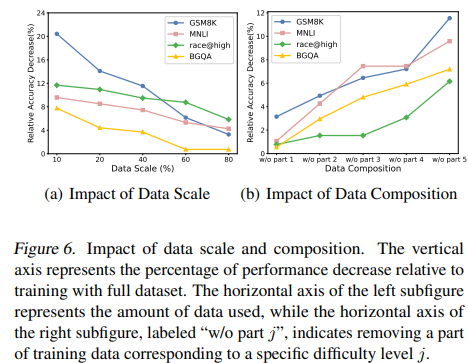 24
20
16
12
8
4
0
Relative Accuracy Decrease(%)
GSM8K
MNLI
race@high
BGQA
10 20 40 60 80
Data Scale (%)
12
10
8
6
4
2
0
Relative Accuracy Decrease(%)
GSM8K
MNLI
race@high
BGQA
w/o part 1 w/o part 2 w/o part 3 w/o part 4 w/o part 5
Data Composition
(a) Impact of Data Scale
(b) Impact of Data Composition
Figure 6. Impact of data scale and composition. The vertical
axis represents the percentage of performance decrease relative to
training with full dataset. The horizontal axis of the left subfigure
represents the amount of data used, while the horizontal axis of
the right subfigure, labeled “w/o part j”, indicates removing a part
of training data corresponding to a specific difficulty level j.